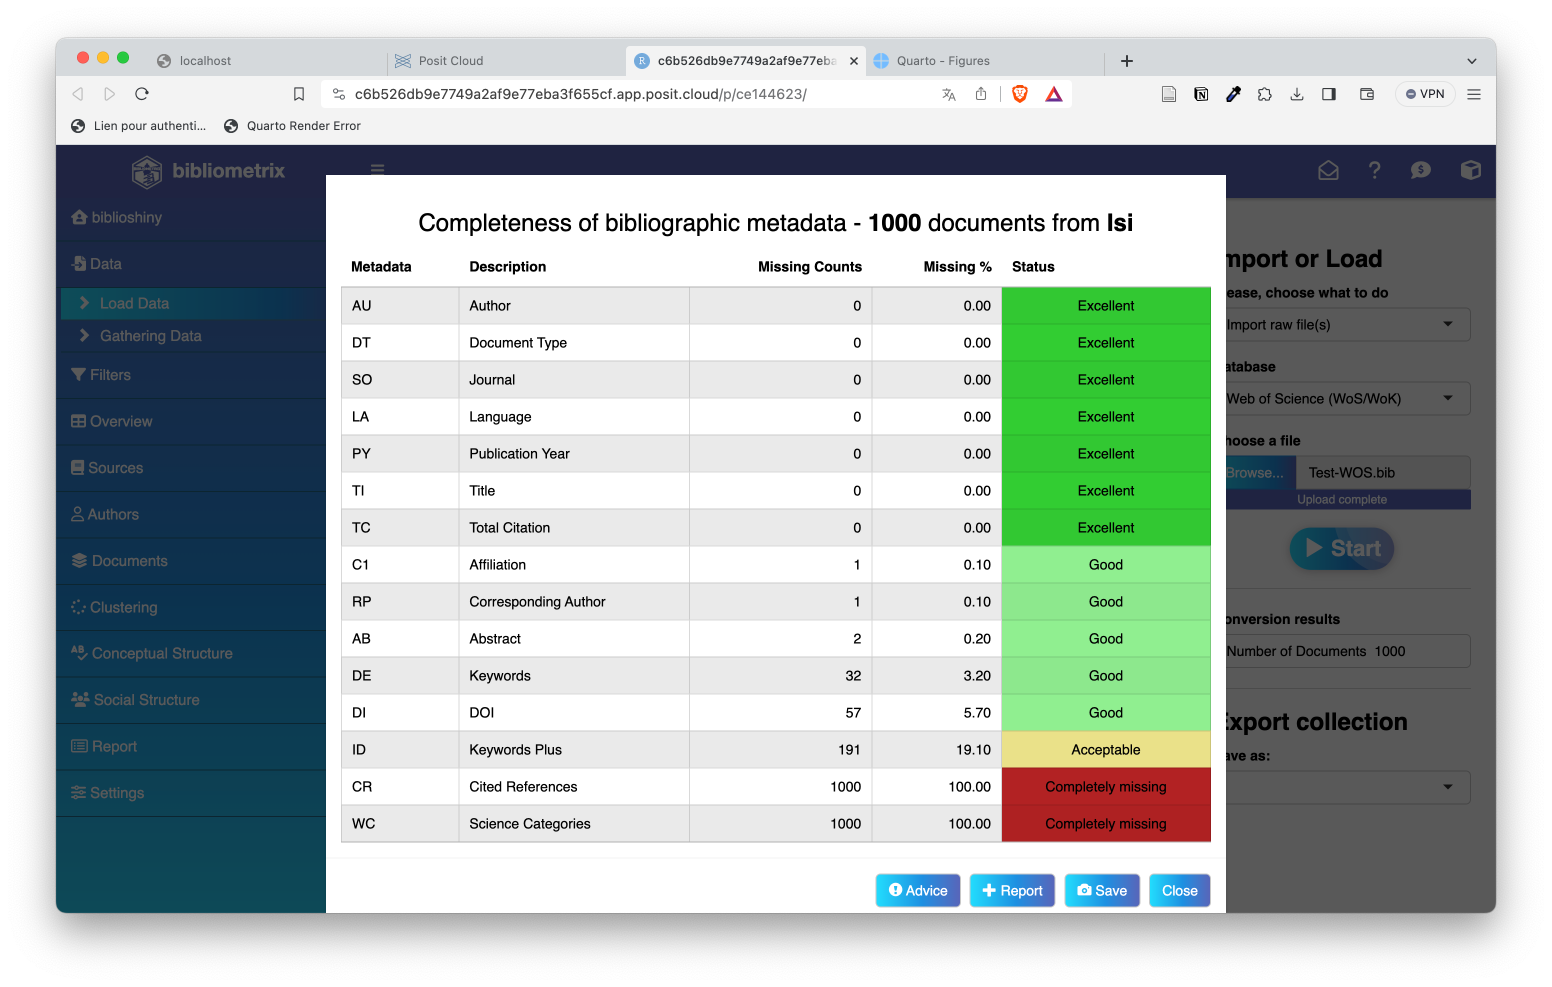 localhost
Posit Cloud
c6b526db9e7749a2af9e77eba
Quarto - Figures
c6b526db9e7749a2af9e77eba3f655cf.app.posit.cloud/p/ce144623/
VPN
Lien pour authenti...
Quarto Render Error
bibliometrix
biblioshiny
Data
Load Data
Gathering Data
Filters
Overview
Sources
Authors
Documents
Clustering
Conceptual Structure
Social Structure
Report
Settings
Completeness of bibliographic metadata - 1000 documents from Isi
Metadata Description Missing Counts Missing % Status
AU Author 0 0.00 Excellent
DT Document Type 0 0.00 Excellent
SO Journal 0 0.00 Excellent
LA Language 0 0.00 Excellent
PY Publication Year 0 0.00 Excellent
TI Title 0 0.00 Excellent
TC Total Citation 0 0.00 Excellent
C1 Affiliation 1 0.10 Good
RP Corresponding Author 1 0.10 Good
AB Abstract 2 0.20 Good
DE Keywords 32 3.20 Good
DI DOI 57 5.70 Good
ID Keywords Plus 191 19.10 Acceptable
CR Cited References 1000 100.00 Completely missing
WC Science Categories 1000 100.00 Completely missing
Advice
Report
Save
Close
mport or Load
ease, choose what to do
Import raw file(s)
atabase
Web of Science (WoS/WoK)
hoose a file
Browse... Test-WOS.bib
Upload complete
Start
onversion results
Number of Documents 1000
Export collection
ave as: